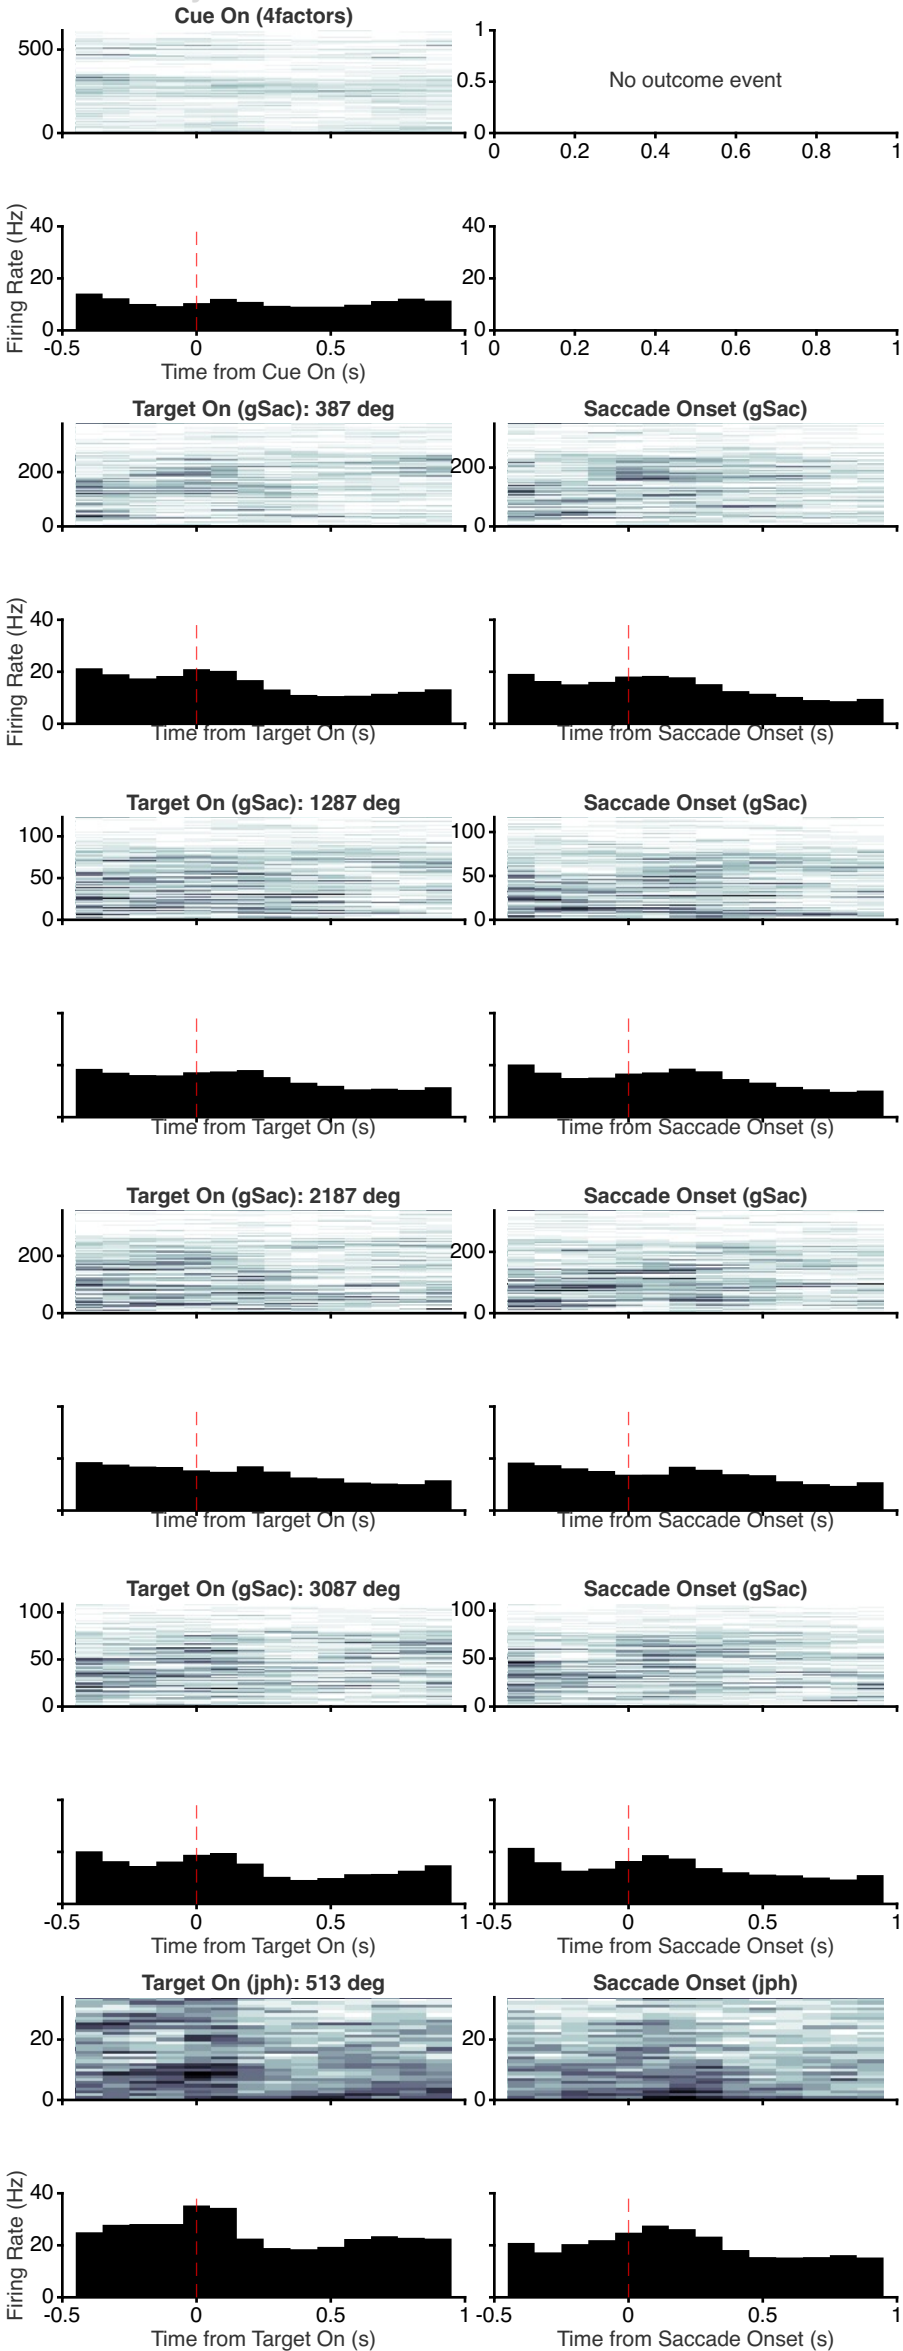 Cue On (4factors)
500
0
1
0.5
0
No outcome event
0 0.2 0.4 0.6 0.8 1
Firing Rate (Hz)
40
20
0
-0.5 0 0.5 1
Time from Cue On (s)
40
20
0
0 0.2 0.4 0.6 0.8 1
Target On (gSac): 387 deg
200
0
Saccade Onset (gSac)
200
0
Firing Rate (Hz)
40
20
0
Time from Target On (s)
Time from Saccade Onset (s)
Target On (gSac): 1287 deg
100
50
0
Saccade Onset (gSac)
100
50
0
Time from Target On (s)
Time from Saccade Onset (s)
Target On (gSac): 2187 deg
200
0
Saccade Onset (gSac)
200
0
Time from Target On (s)
Time from Saccade Onset (s)
Target On (gSac): 3087 deg
100
50
0
Saccade Onset (gSac)
100
50
0
-0.5 0 0.5 1
Time from Target On (s)
-0.5 0 0.5 1
Time from Saccade Onset (s)
Target On (jph): 513 deg
20
0
Saccade Onset (jph)
20
0
Firing Rate (Hz)
40
20
0
-0.5 0 0.5 1
Time from Target On (s)
40
20
0
-0.5 0 0.5 1
Time from Saccade Onset (s)